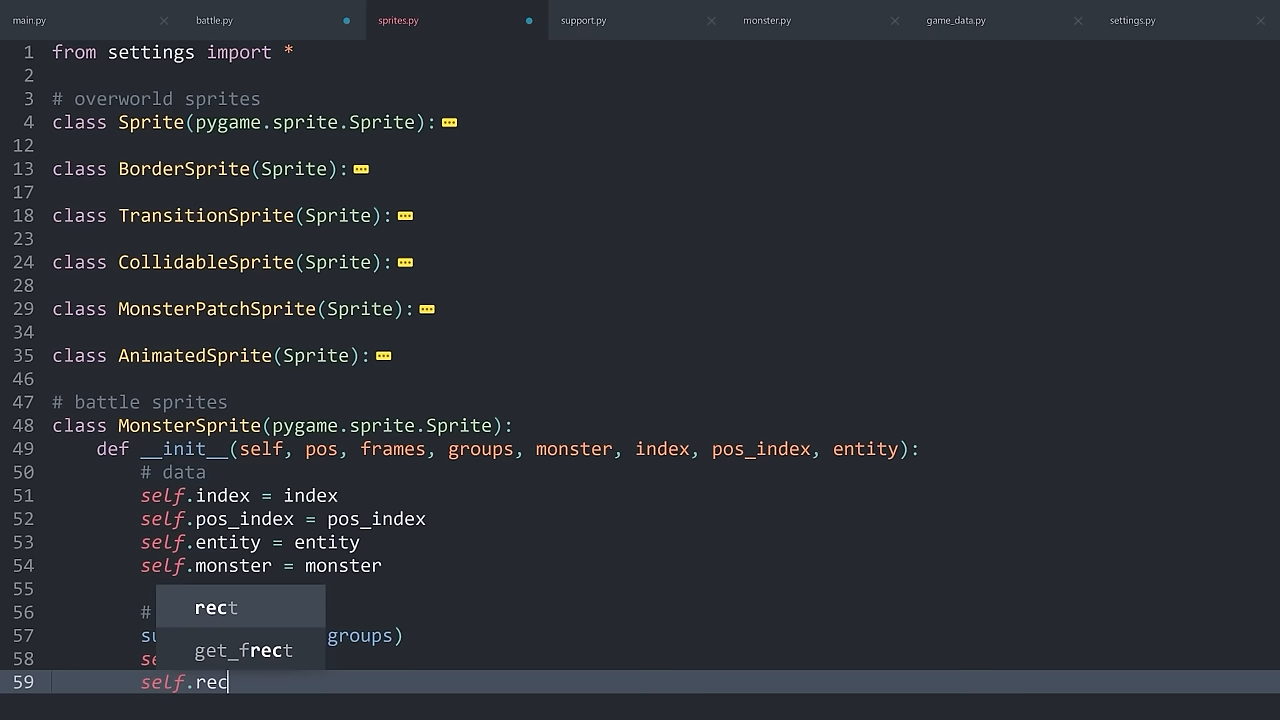 main.py battle.py sprites.py support.py monster.py game_data.py settings.py
1 from settings import *
2
3 # overworld sprites
4 class Sprite(pygame.sprite.Sprite):
12
13 class BorderSprite(Sprite):
17
18 class TransitionSprite(Sprite):
23
24 class CollidableSprite(Sprite):
28
29 class MonsterPatchSprite(Sprite):
34
35 class AnimatedSprite(Sprite):
46
47 # battle sprites
48 class MonsterSprite(pygame.sprite.Sprite):
49 def __init__(self, pos, frames, groups, monster, index, pos_index, entity):
50 # data
51 self.index = index
52 self.pos_index = pos_index
53 self.entity = entity
54 self.monster = monster
55
56 #
rect
57 groups)
get_frect
58
59 self.rec